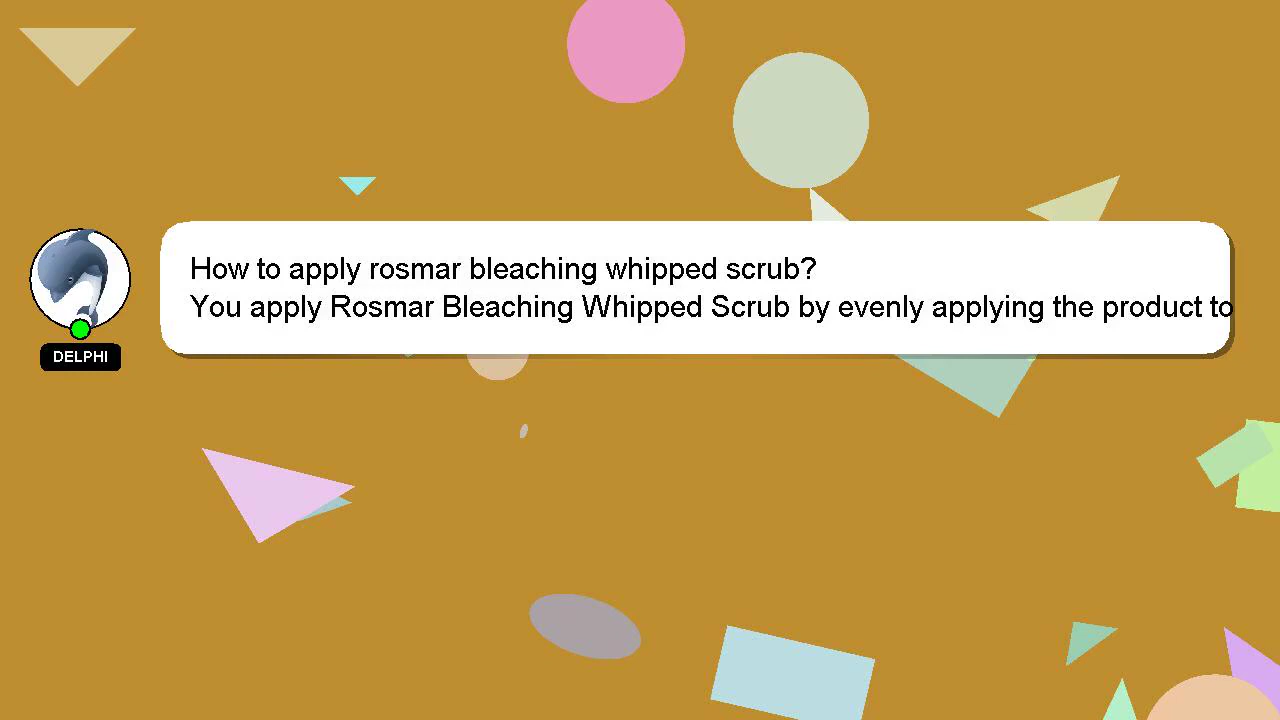 How to apply rosmar bleaching whipped scrub?
You apply Rosmar Bleaching Whipped Scrub by evenly applying the product to
DELPHI